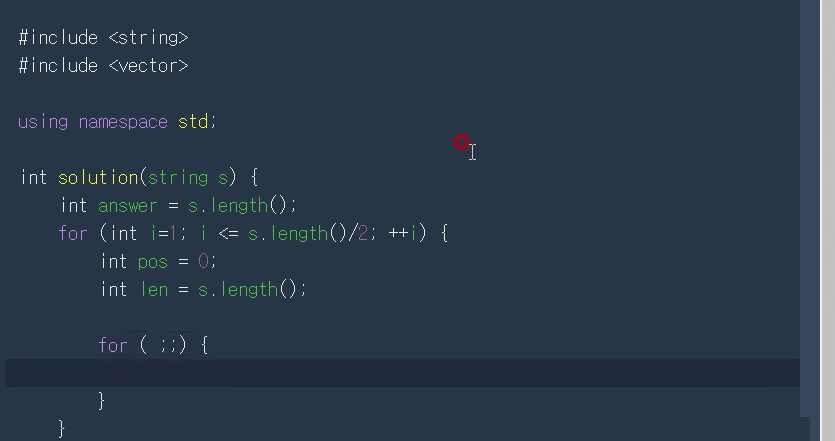 #include <string>
#include <vector>
using namespace std;
int solution(string s) {
int answer = s.length();
for (int i=1; i <= s.length()/2; ++i) {
int pos = 0;
int len = s.length();
for ( ;;) {
}
}